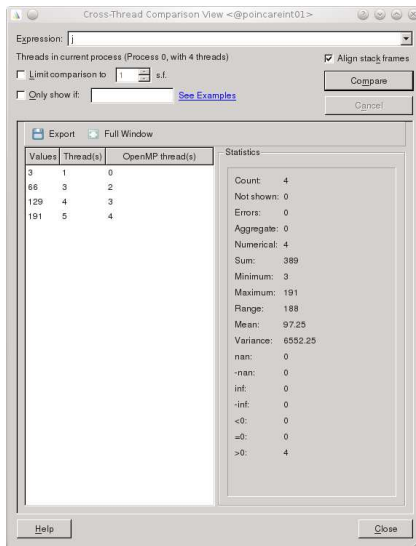 Cross-Thread Comparison View <@poincareint01>
Expression: j
Threads in current process (Process 0, with 4 threads)
Align stack frames
Limit comparison to 1 s.f.
Compare
Only show if: See Examples
Cancel
Export Full Window
Values Thread(s) OpenMP thread(s)
3 1 0
66 3 2
129 4 3
191 5 4
Statistics
Count: 4
Not shown: 0
Errors: 0
Aggregate: 0
Numerical: 4
Sum: 389
Minimum: 3
Maximum: 191
Range: 188
Mean: 97.25
Variance: 6552.25
nan: 0
-nan: 0
inf: 0
-inf: 0
<0: 0
=0: 0
>0: 4
Help
Close